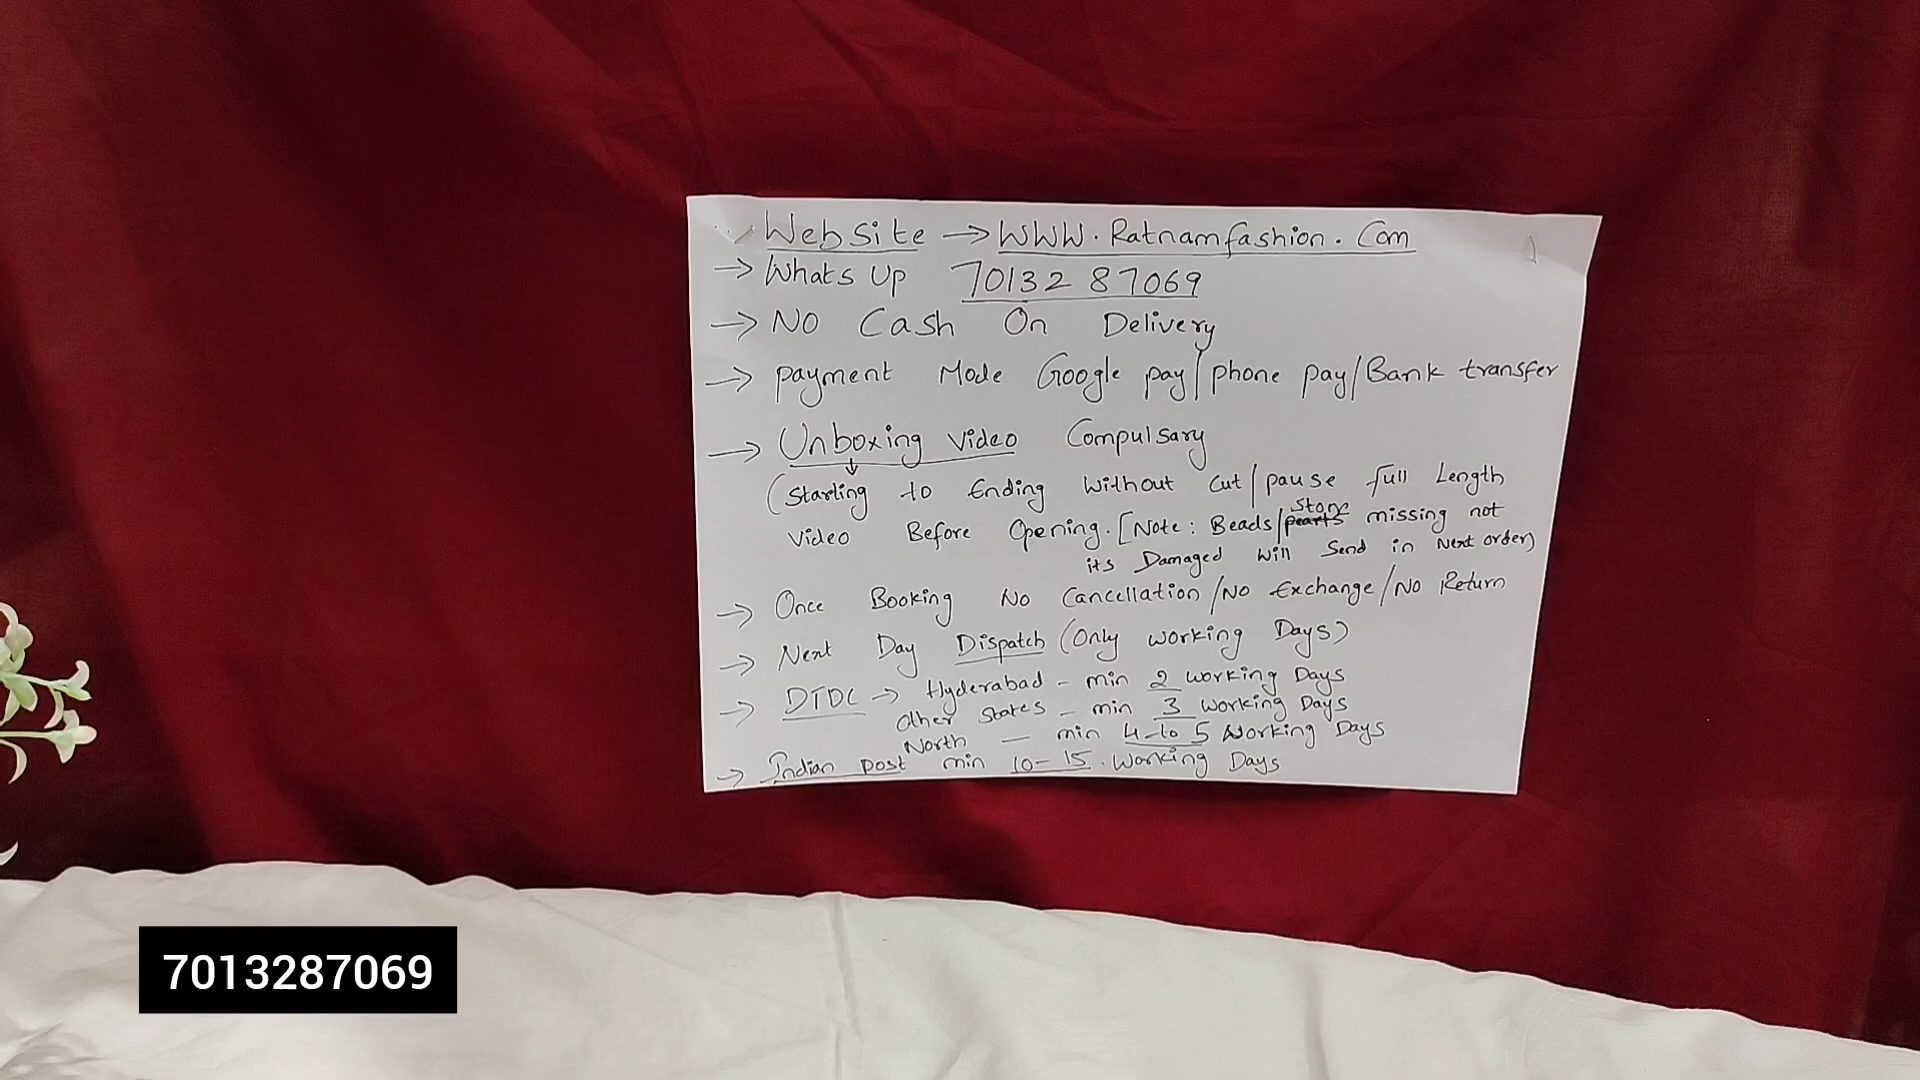 Website → WWW.Ratnamfashion.Com
→ Whats Up 70132 87069
→ NO Cash On Delivery
→ payment Mode Google pay/phone pay/Bank transfer
→ Unboxing video Compulsary
(Starling to Ending Without Cut/pause full Length
video Before Opening. [Note: Beads/Stone missing not
its Damaged will Send in Next order)
→ Once Booking No Cancellation/No Exchange/No Return
→ Next Day Dispatch (Only working Days)
→ DTDC → Hyderabad - min 2 working Days
Other States - min 3 working Days
North - min 4 to 5 Working Days
→ Indian post min 10-15. Working Days
7013287069